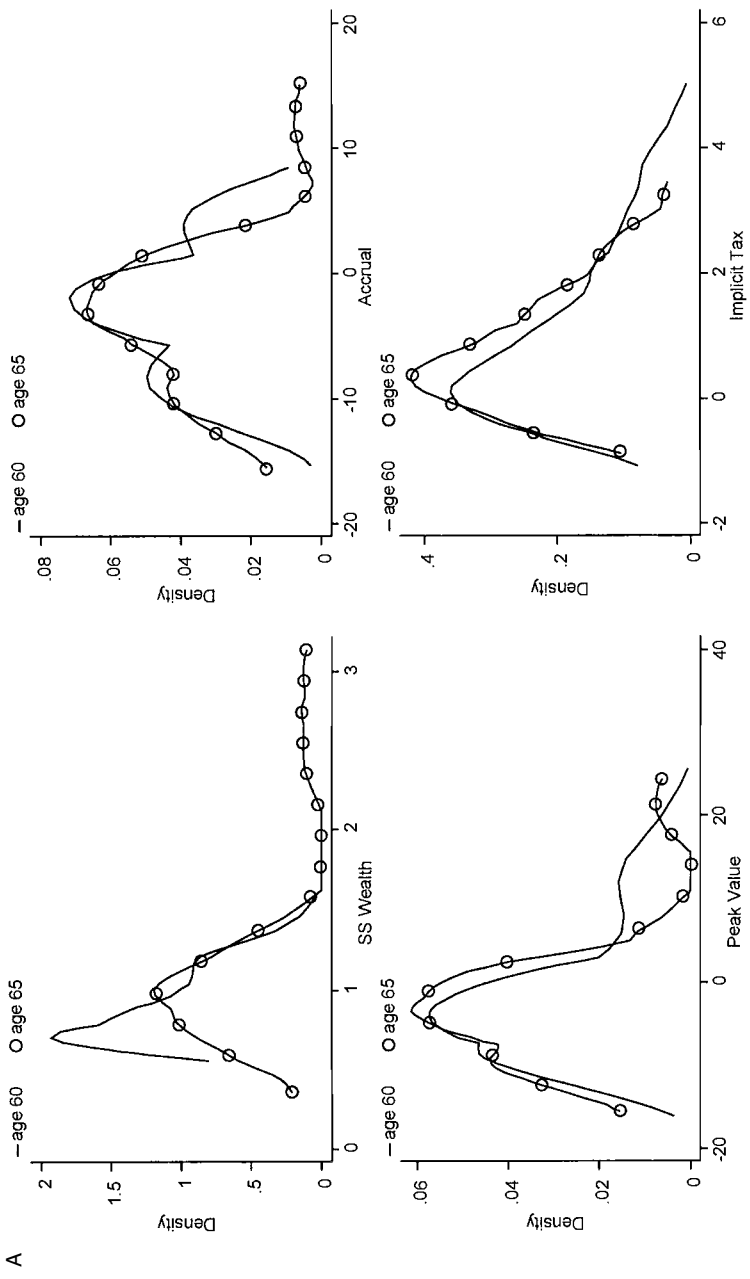 A
— age 60 O age 65
2
1.5
1
.5
0
Density
0
1
2
3
SS Wealth
— age 60 O age 65
.08
.06
.04
.02
0
Density
-20
-10
0
10
20
Accrual
— age 60 O age 65
.06
.04
.02
0
Density
-20
0
20
40
Peak Value
— age 60 O age 65
.4
.2
0
Density
-2
0
2
4
6
Implicit Tax